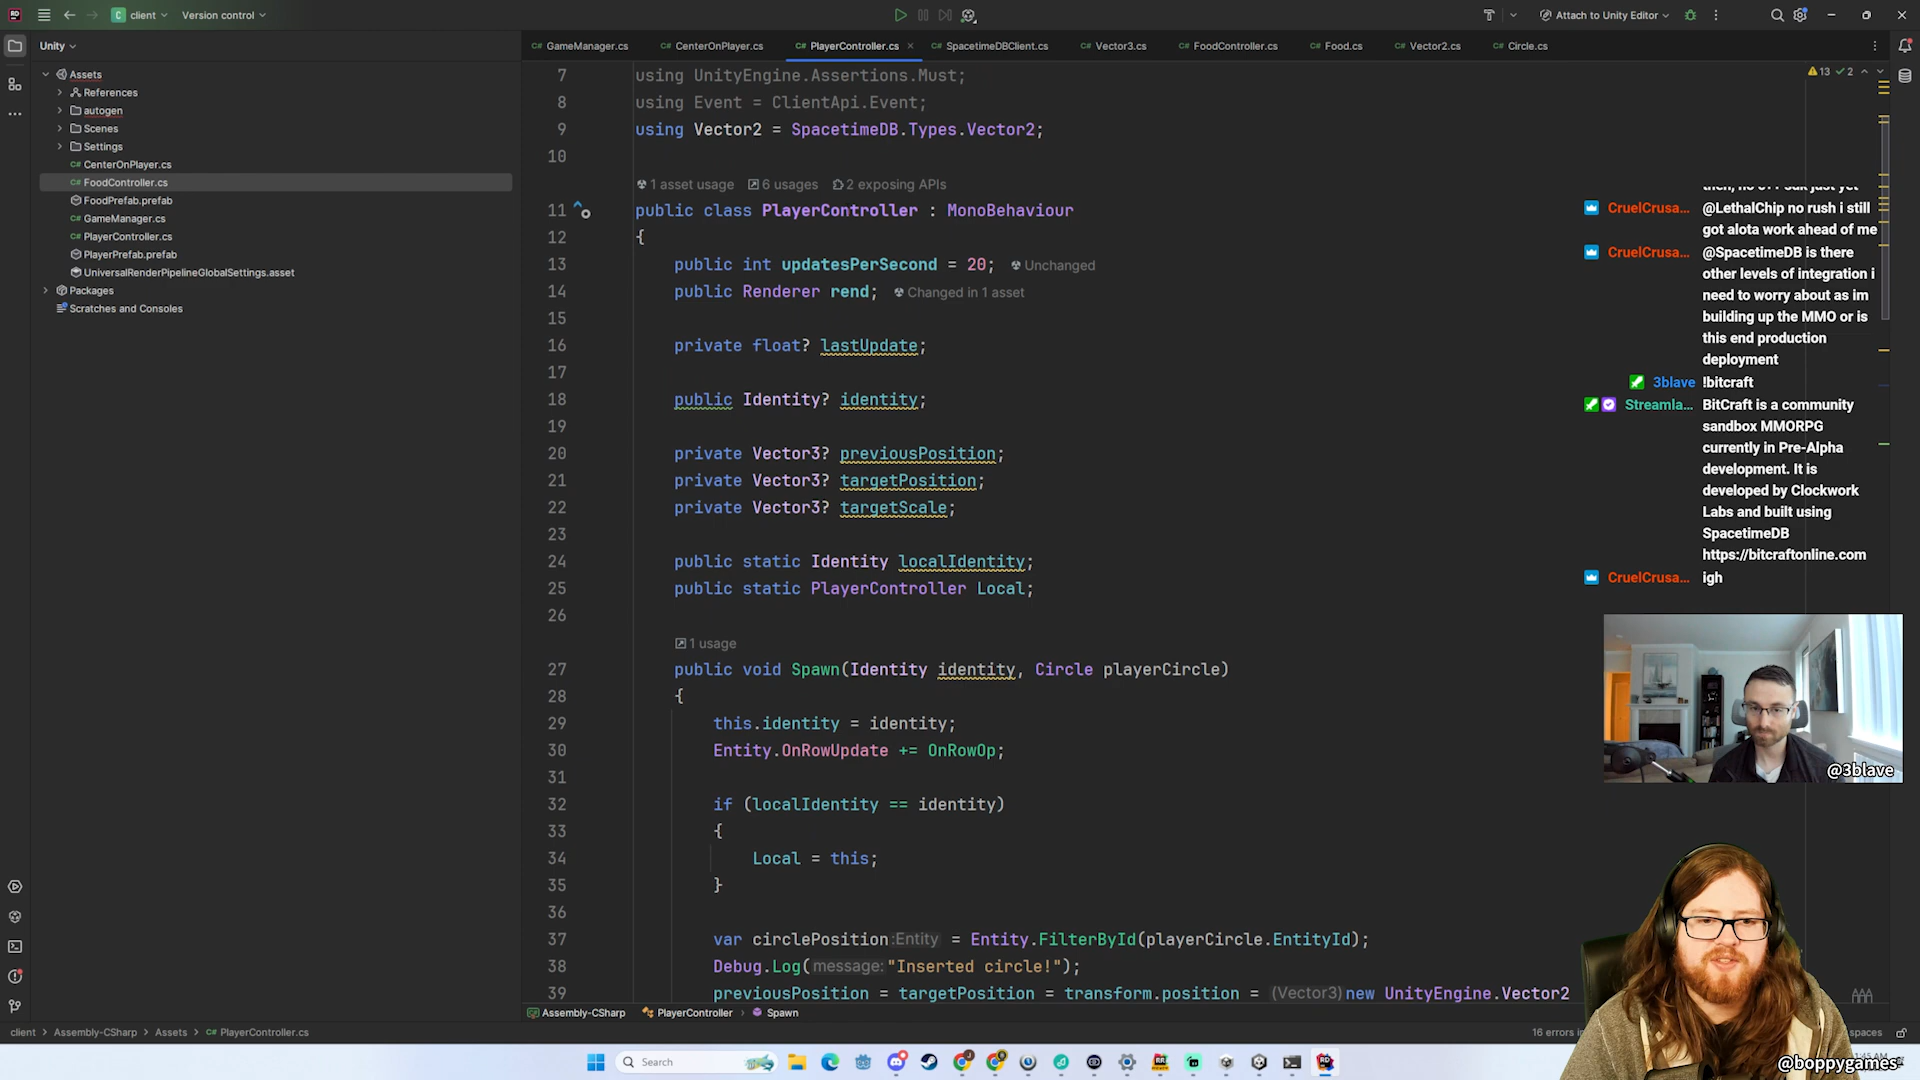 client
Version control
Attach to Unity Editor
Unity
GameManager.cs
CenterOnPlayer.cs
PlayerController.cs
SpacetimeDBClient.cs
Vector3.cs
FoodController.cs
Food.cs
Vector2.cs
Circle.cs
Assets
References
autogen
Scenes
Settings
CenterOnPlayer.cs
FoodController.cs
FoodPrefab.prefab
GameManager.cs
PlayerController.cs
PlayerPrefab.prefab
UniversalRenderPipelineGlobalSettings.asset
Packages
Scratches and Consoles
13 2
7 using UnityEngine.Assertions.Must;
8 using Event = ClientApi.Event;
9 using Vector2 = SpacetimeDB.Types.Vector2;
10
1 asset usage 6 usages 2 exposing APIs
11 public class PlayerController : MonoBehaviour
12 {
13 public int updatesPerSecond = 20; Unchanged
14 public Renderer rend; Changed in 1 asset
15
16 private float? lastUpdate;
17
18 public Identity? identity;
19
20 private Vector3? previousPosition;
21 private Vector3? targetPosition;
22 private Vector3? targetScale;
23
24 public static Identity localIdentity;
25 public static PlayerController Local;
26
1 usage
27 public void Spawn(Identity identity, Circle playerCircle)
28 {
29 this.identity = identity;
30 Entity.OnRowUpdate += OnRowOp;
31
32 if (localIdentity == identity)
33 {
34 Local = this;
35 }
36
37 var circlePosition:Entity = Entity.FilterById(playerCircle.EntityId);
38 Debug.Log(message:"Inserted circle!");
39 previousPosition = targetPosition = transform.position = (Vector3)new UnityEngine.Vector2
CruelCrusa... @LethalChip no rush i still
got alota work ahead of me
CruelCrusa... @SpacetimeDB is there
other levels of integration i
need to worry about as im
building up the MMO or is
this end production
deployment
3blave !bitcraft
Streamla... BitCraft is a community
sandbox MMORPG
currently in Pre-Alpha
development. It is
developed by Clockwork
Labs and built using
SpacetimeDB
https://bitcraftonline.com
CruelCrusa... igh
@3blave
Assembly-CSharp PlayerController Spawn
client Assembly-CSharp Assets PlayerController.cs
16 errors in
spaces
Search
@boppygames